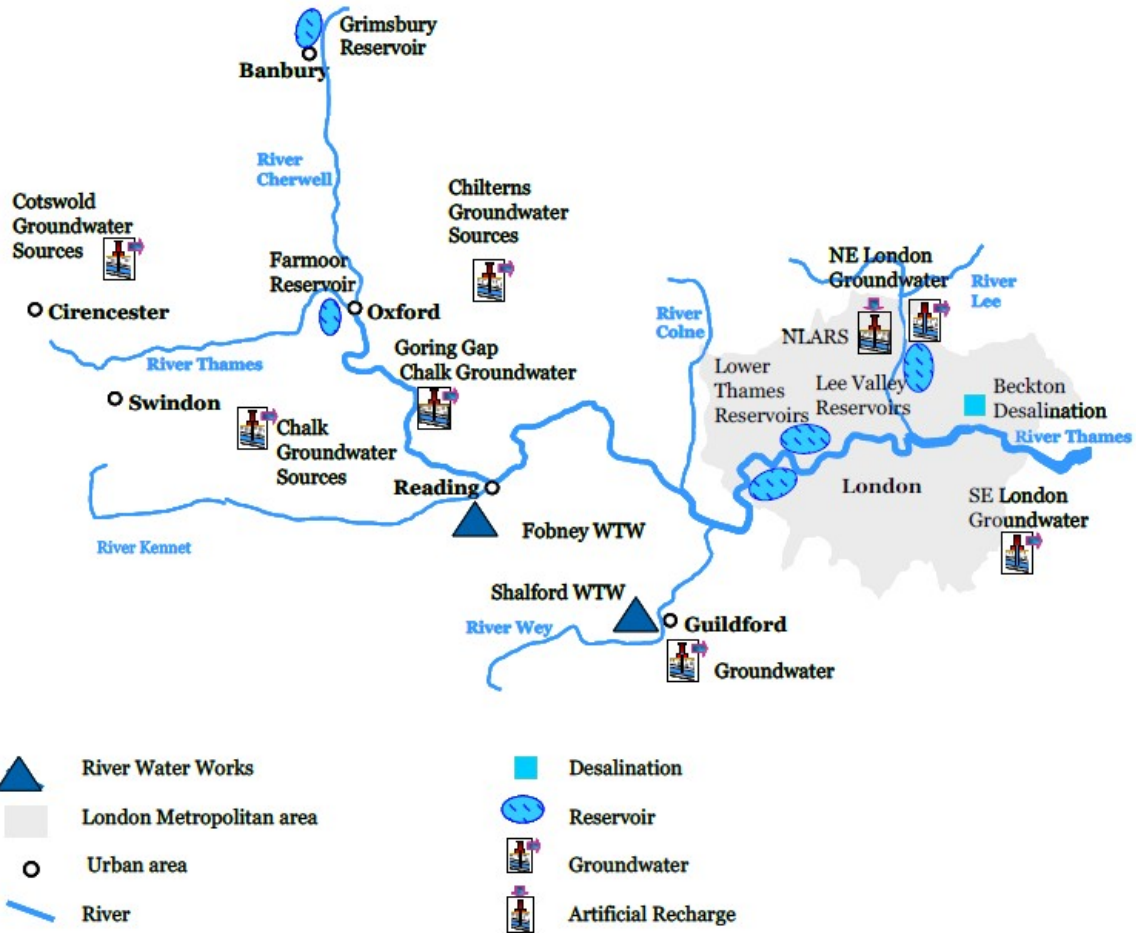 Grimsbury
Reservoir
Banbury
River
Cherwell
Cotswold
Groundwater
Sources
Chilterns
Groundwater
Sources
Farmoor
Reservoir
NE London
Groundwater
River
Lee
Cirencester
Oxford
River
Colne
NLARS
River Thames
Goring Gap
Chalk Groundwater
Lower
Thames
Reservoirs
Lee Valley
Reservoirs
Beckton
Desalination
Swindon
Chalk
Groundwater
Sources
River Thames
Reading
London
SE London
Groundwater
River Kennet
Fobney WTW
Shalford WTW
River Wey
Guildford
Groundwater
River Water Works
Desalination
London Metropolitan area
Reservoir
Urban area
Groundwater
River
Artificial Recharge